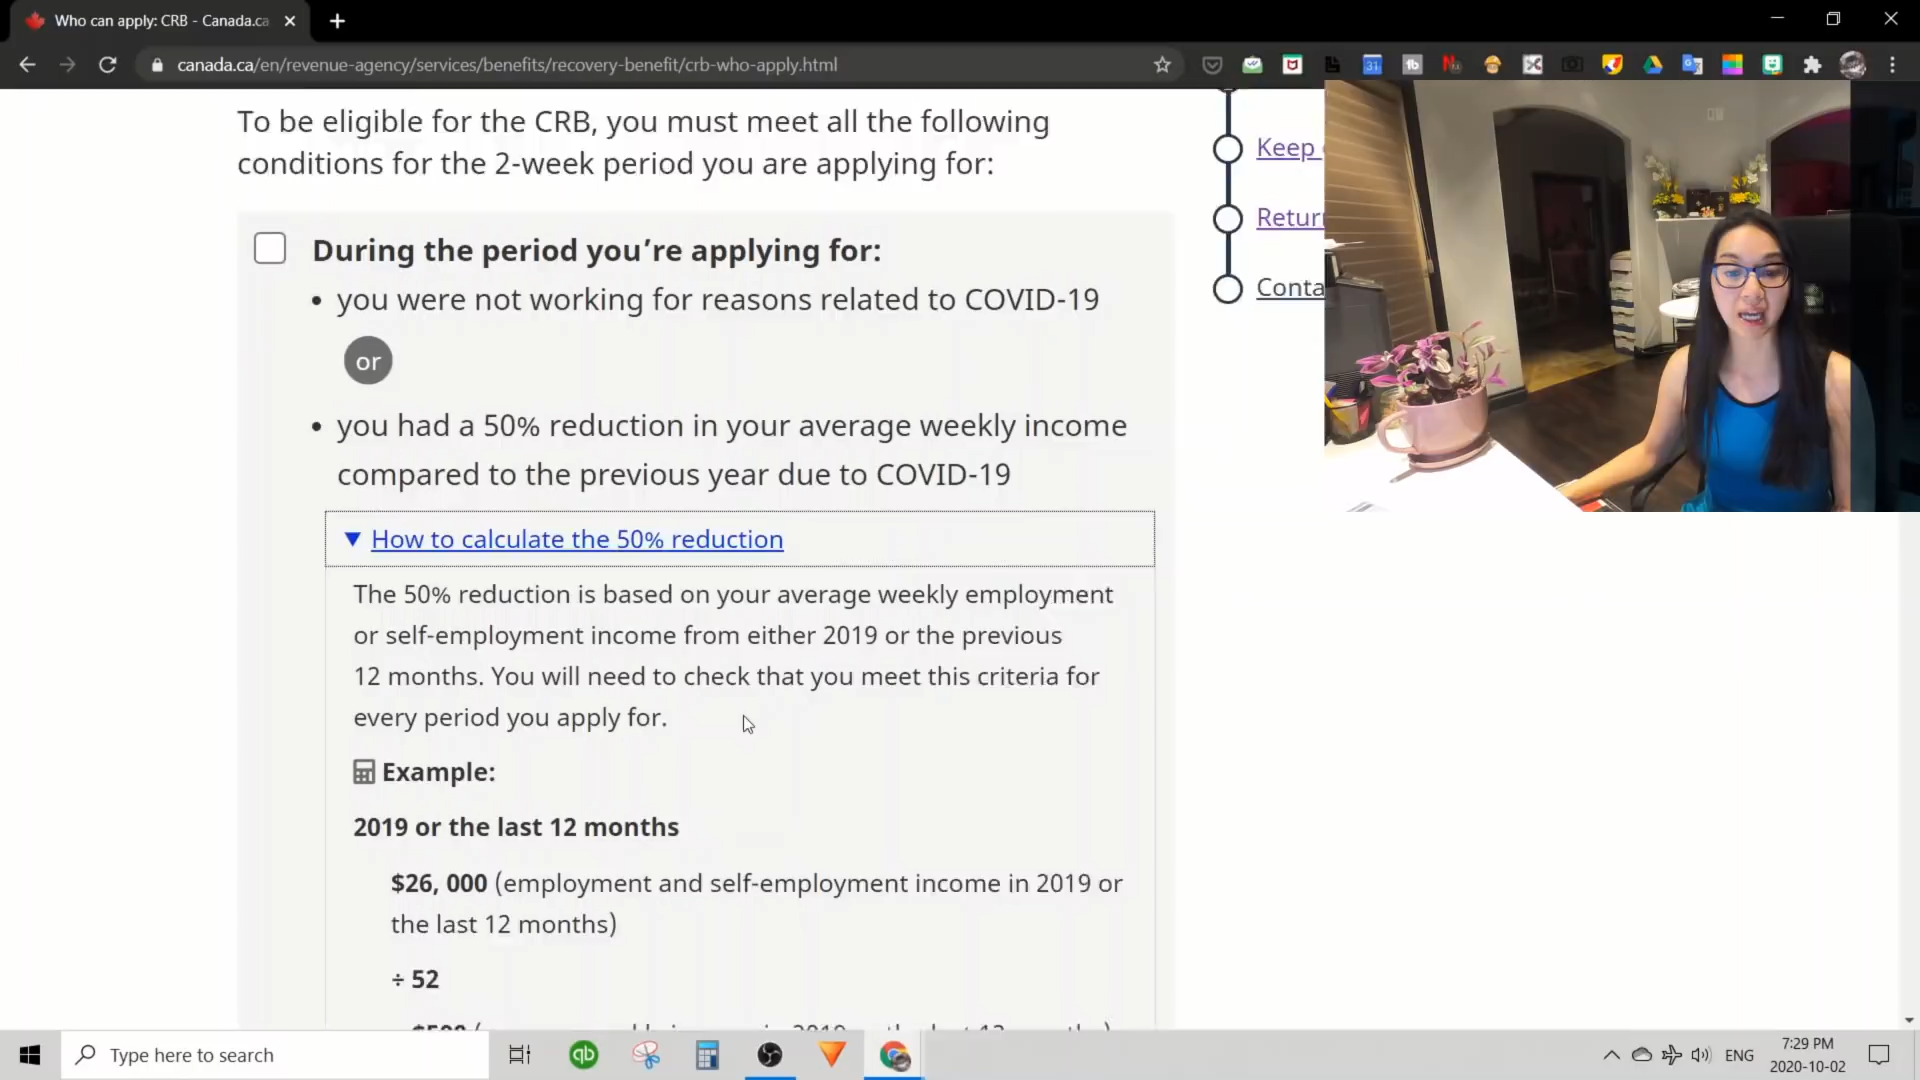 Who can apply: CRB - Canada.ca
canada.ca/en/revenue-agency/services/benefits/recovery-benefit/crb-who-apply.html
To be eligible for the CRB, you must meet all the following
conditions for the 2-week period you are applying for:
During the period you’re applying for:
• you were not working for reasons related to COVID-19
or
• you had a 50% reduction in your average weekly income
compared to the previous year due to COVID-19
How to calculate the 50% reduction
The 50% reduction is based on your average weekly employment
or self-employment income from either 2019 or the previous
12 months. You will need to check that you meet this criteria for
every period you apply for.
Example:
2019 or the last 12 months
$26, 000 (employment and self-employment income in 2019 or
the last 12 months)
÷ 52
Keep
Return
Conta
31
tb
qb
Type here to search
ENG
7:29 PM
2020-10-02